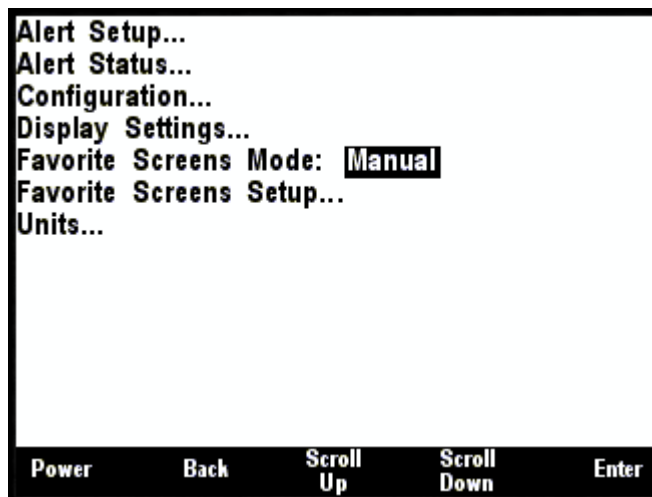 Alert Setup...
Alert Status...
Configuration...
Display Settings...
Favorite Screens Mode: Manual
Favorite Screens Setup...
Units...
Power Back Scroll Up Scroll Down Enter